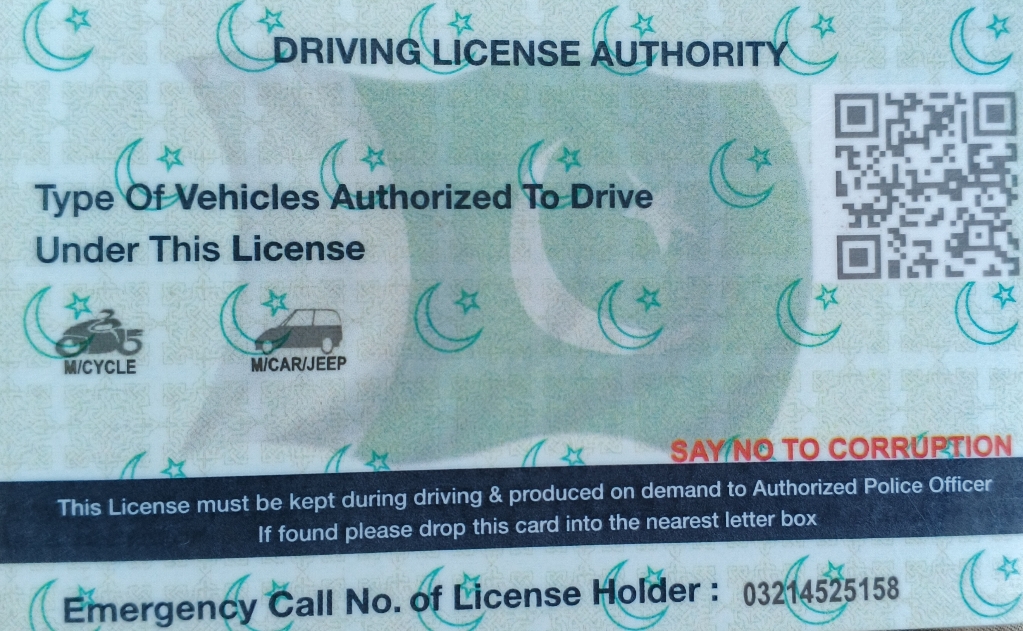 DRIVING LICENSE AUTHORITY
Type Of Vehicles Authorized To Drive
Under This License
M/CYCLE
M/CAR/JEEP
SAY NO TO CORRUPTION
This License must be kept during driving & produced on demand to Authorized Police Officer
If found please drop this card into the nearest letter box
Emergency Call No. of License Holder : 03214525158